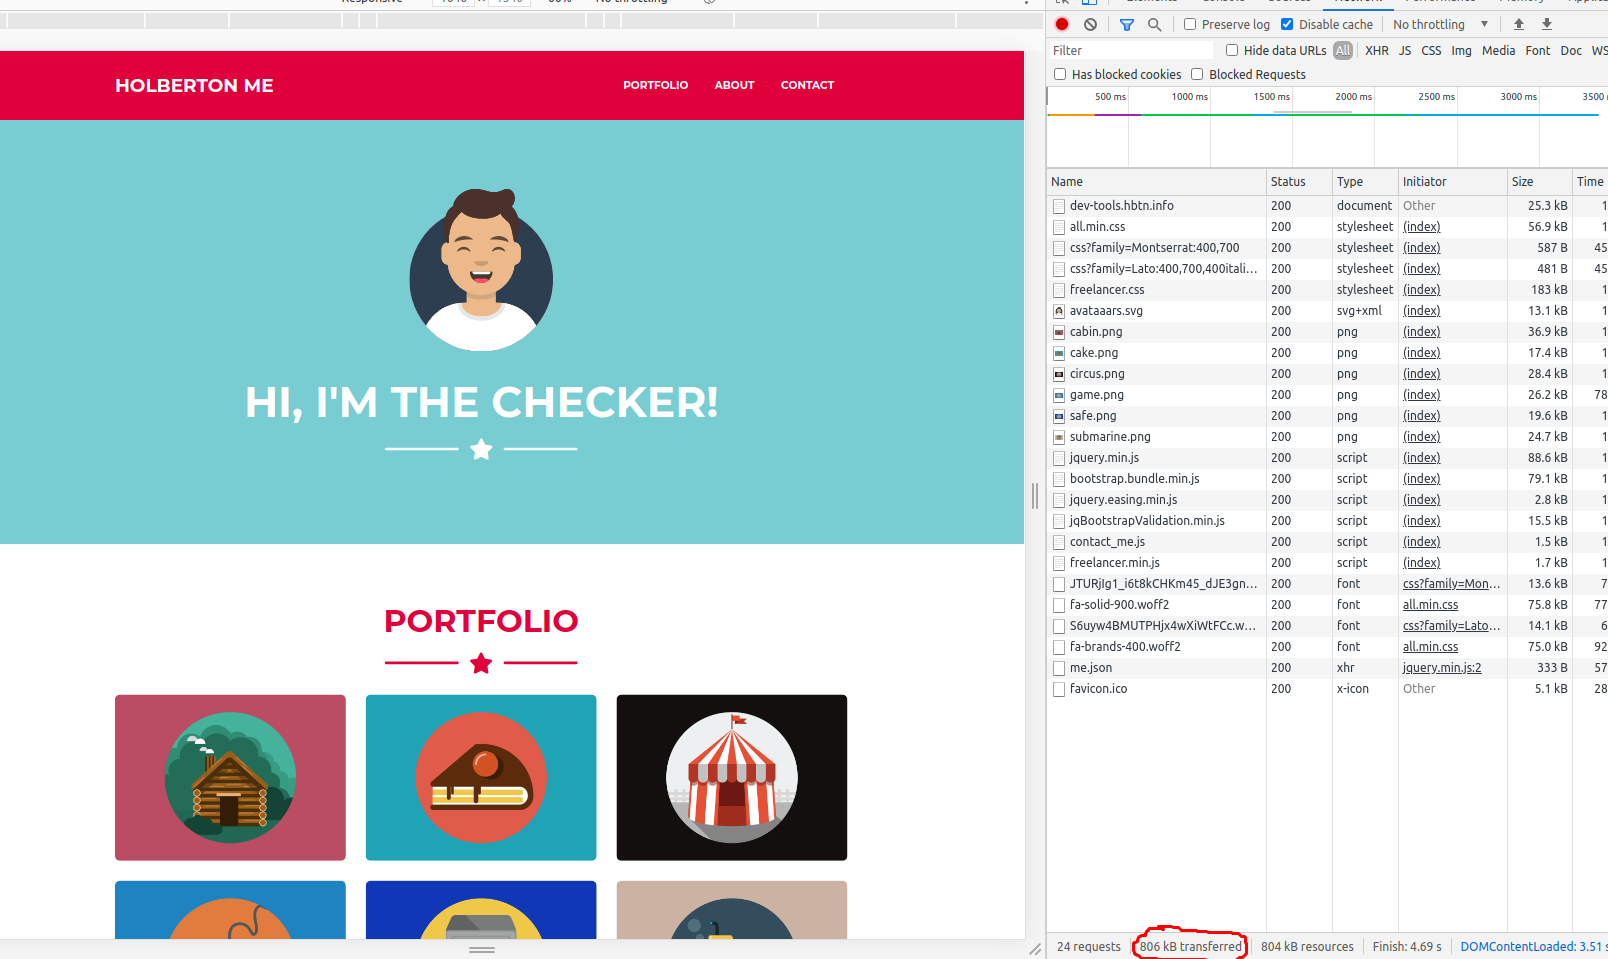 Responsive × No throttling
HOLBERTON ME PORTFOLIO ABOUT CONTACT
HI, I'M THE CHECKER!
PORTFOLIO
Elements Console Sources Network Performance Memory
Preserve log Disable cache No throttling
Filter Hide data URLs All XHR JS CSS Img Media Font Doc WS
Has blocked cookies Blocked Requests
500 ms 1000 ms 1500 ms 2000 ms 2500 ms 3000 ms 3500
Name Status Type Initiator Size Time
dev-tools.hbtn.info 200 document Other 25.3 kB 1
all.min.css 200 stylesheet (index) 56.9 kB 1
css?family=Montserrat:400,700 200 stylesheet (index) 587 B 45
css?family=Lato:400,700,400itali... 200 stylesheet (index) 481 B 45
freelancer.css 200 stylesheet (index) 183 kB 1
avataaars.svg 200 svg+xml (index) 13.1 kB 1
cabin.png 200 png (index) 36.9 kB 1
cake.png 200 png (index) 17.4 kB 1
circus.png 200 png (index) 28.4 kB 1
game.png 200 png (index) 26.2 kB 78
safe.png 200 png (index) 19.6 kB 1
submarine.png 200 png (index) 24.7 kB 1
jquery.min.js 200 script (index) 88.6 kB 1
bootstrap.bundle.min.js 200 script (index) 79.1 kB 1
jquery.easing.min.js 200 script (index) 2.8 kB 1
jqBootstrapValidation.min.js 200 script (index) 15.5 kB 1
contact_me.js 200 script (index) 1.5 kB 1
freelancer.min.js 200 script (index) 1.7 kB 1
JTURjIg1_i6t8kCHKm45_dJE3gn... 200 font css?family=Mon... 13.6 kB 7
fa-solid-900.woff2 200 font all.min.css 75.8 kB 77
S6uyw4BMUTPHjx4wXiWtFCc.w... 200 font css?family=Lato... 14.1 kB 6
fa-brands-400.woff2 200 font all.min.css 75.0 kB 92
me.json 200 xhr jquery.min.js:2 333 B 57
favicon.ico 200 x-icon Other 5.1 kB 28
24 requests 806 kB transferred 804 kB resources Finish: 4.69 s DOMContentLoaded: 3.51 s